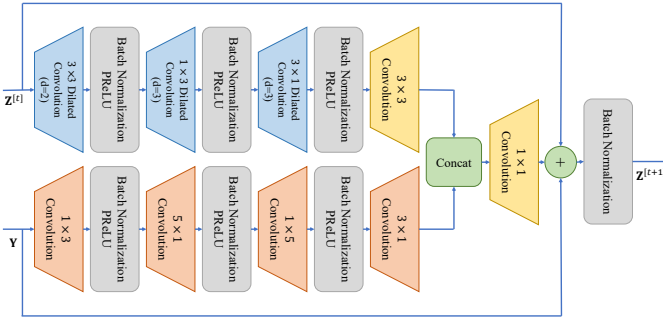 Z[t]
3 ×3 Dilated
Convolution
(d=2)
Batch Normalization
PReLU
1 × 3 Dilated
Convolution
(d=3)
Batch Normalization
PReLU
3 × 1 Dilated
Convolution
(d=3)
Batch Normalization
PReLU
3 × 3
Convolution
Concat
1 × 1
Convolution
+
Batch Normalization
Z[t+1
Y
1 × 3
Convolution
Batch Normalization
PReLU
5 × 1
Convolution
Batch Normalization
PReLU
1 × 5
Convolution
Batch Normalization
PReLU
3 × 1
Convolution